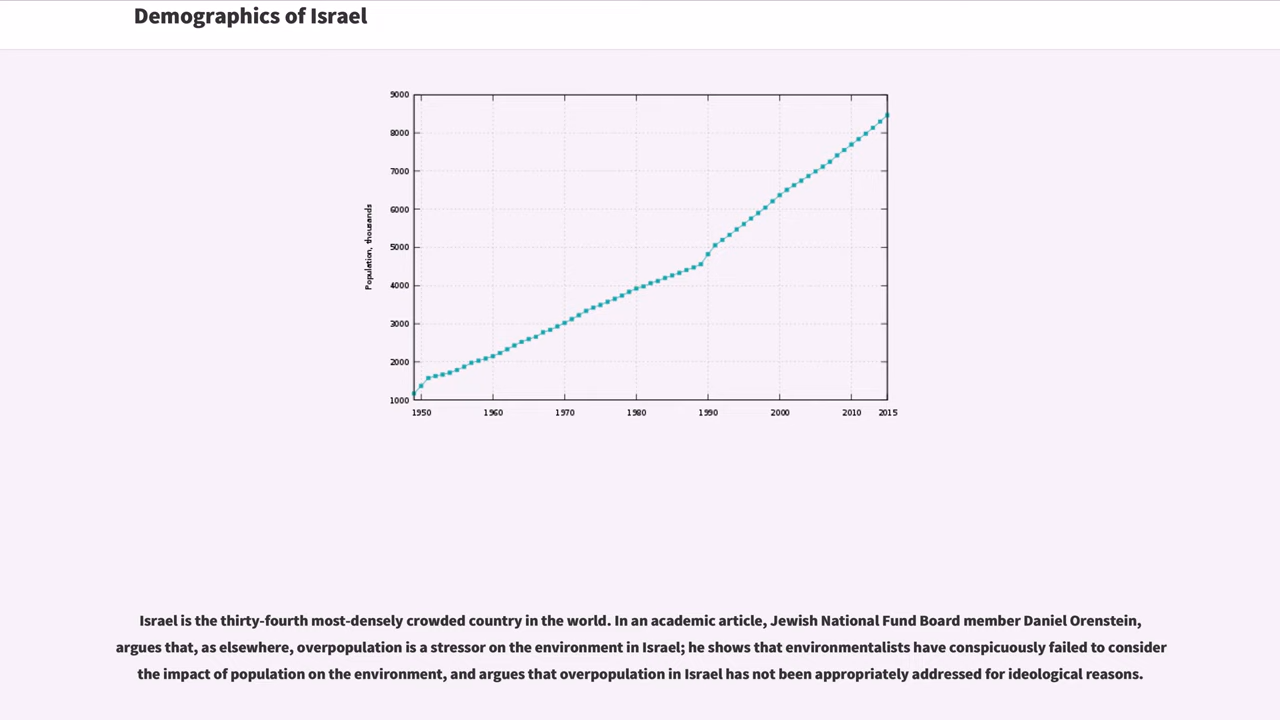 Demographics of Israel
9000
8000
7000
6000
5000
4000
3000
2000
1000
Population, thousands
1950 1960 1970 1980 1990 2000 2010 2015
Israel is the thirty-fourth most-densely crowded country in the world. In an academic article, Jewish National Fund Board member Daniel Orenstein,
argues that, as elsewhere, overpopulation is a stressor on the environment in Israel; he shows that environmentalists have conspicuously failed to consider
the impact of population on the environment, and argues that overpopulation in Israel has not been appropriately addressed for ideological reasons.